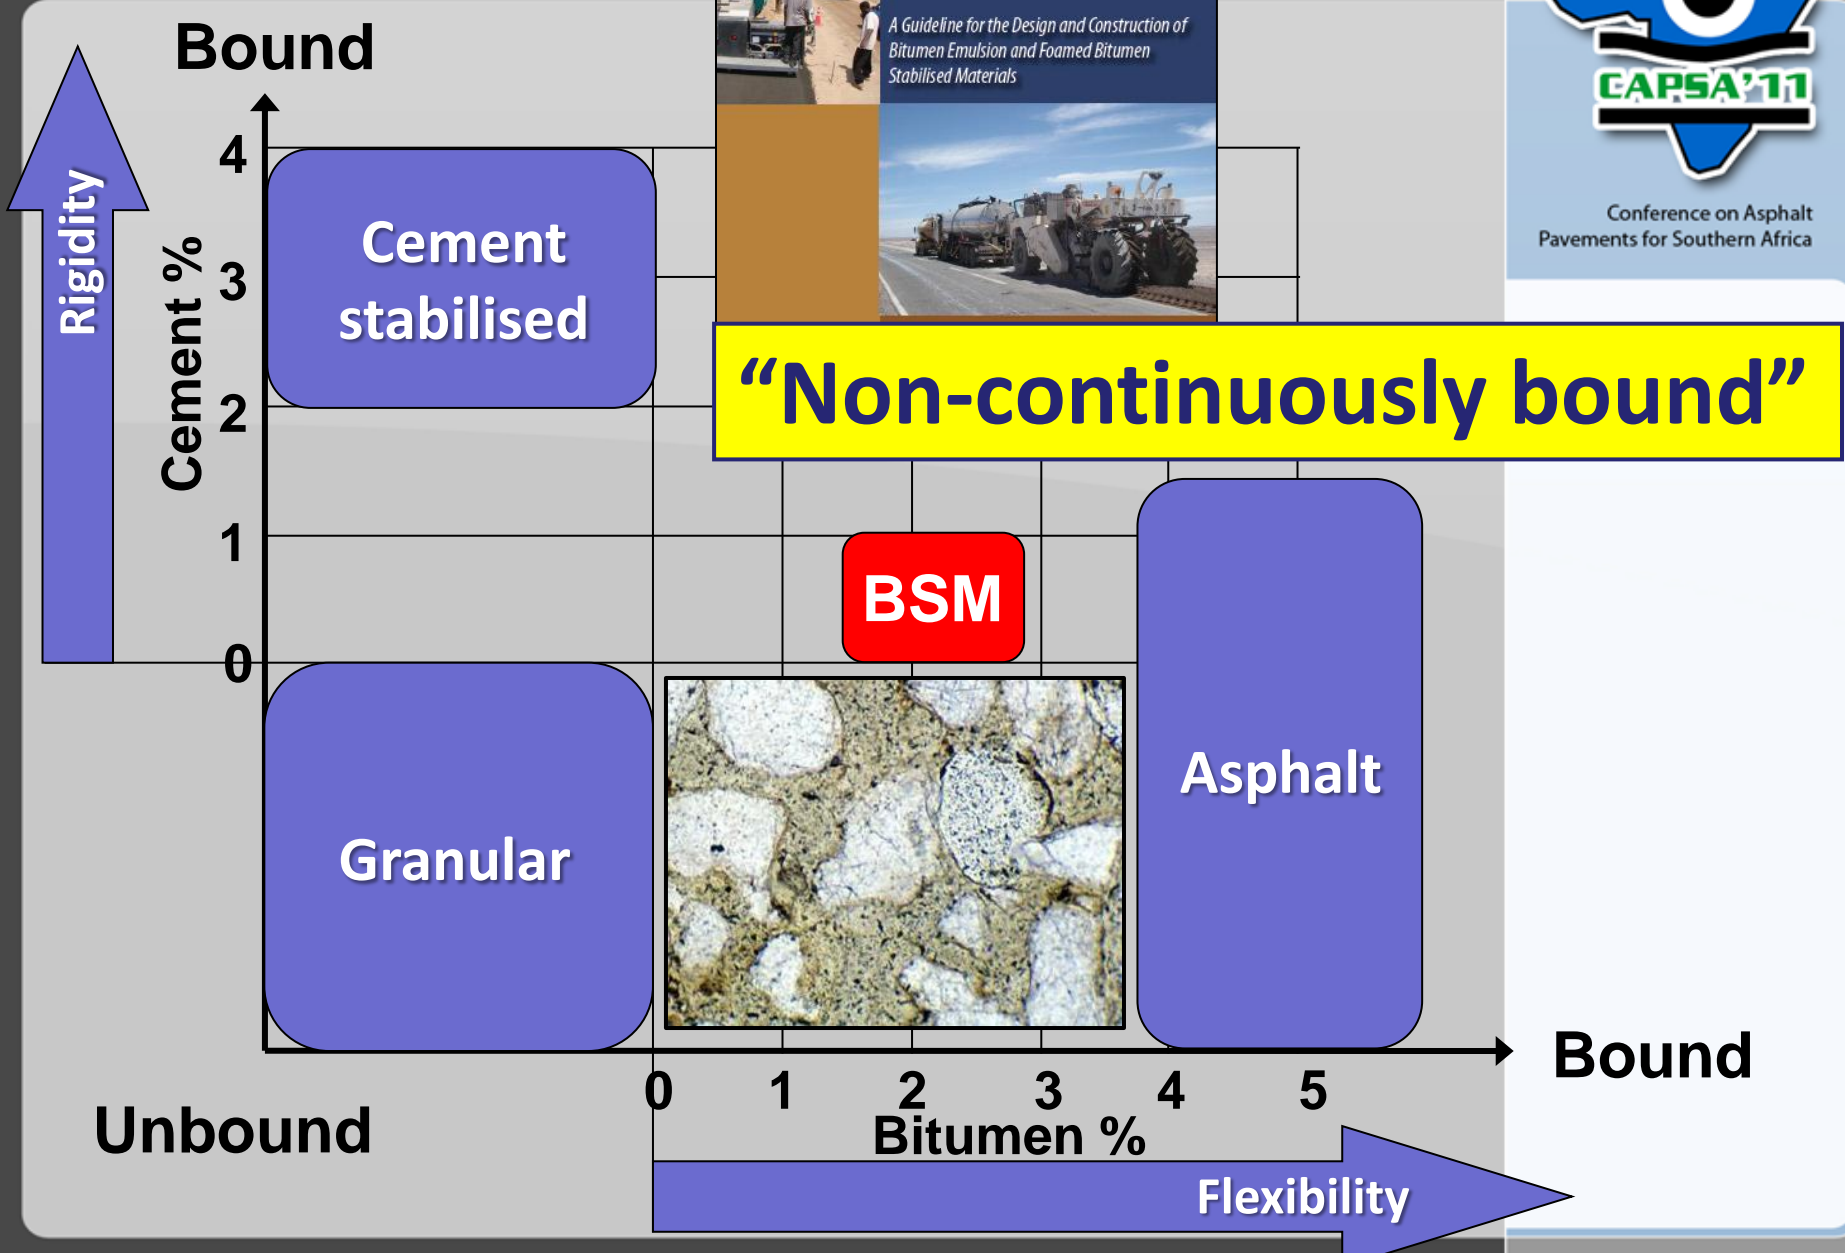 Bound
A Guideline for the Design and Construction of
Bitumen Emulsion and Foamed Bitumen
Stabilised Materials
CAPSA'11
Conference on Asphalt
Pavements for Southern Africa
Rigidity
Cement %
4
3
2
1
0
Cement
stabilised
“Non-continuously bound”
BSM
Asphalt
Granular
Bound
0 1 2 3 4 5
Bitumen %
Unbound
Flexibility